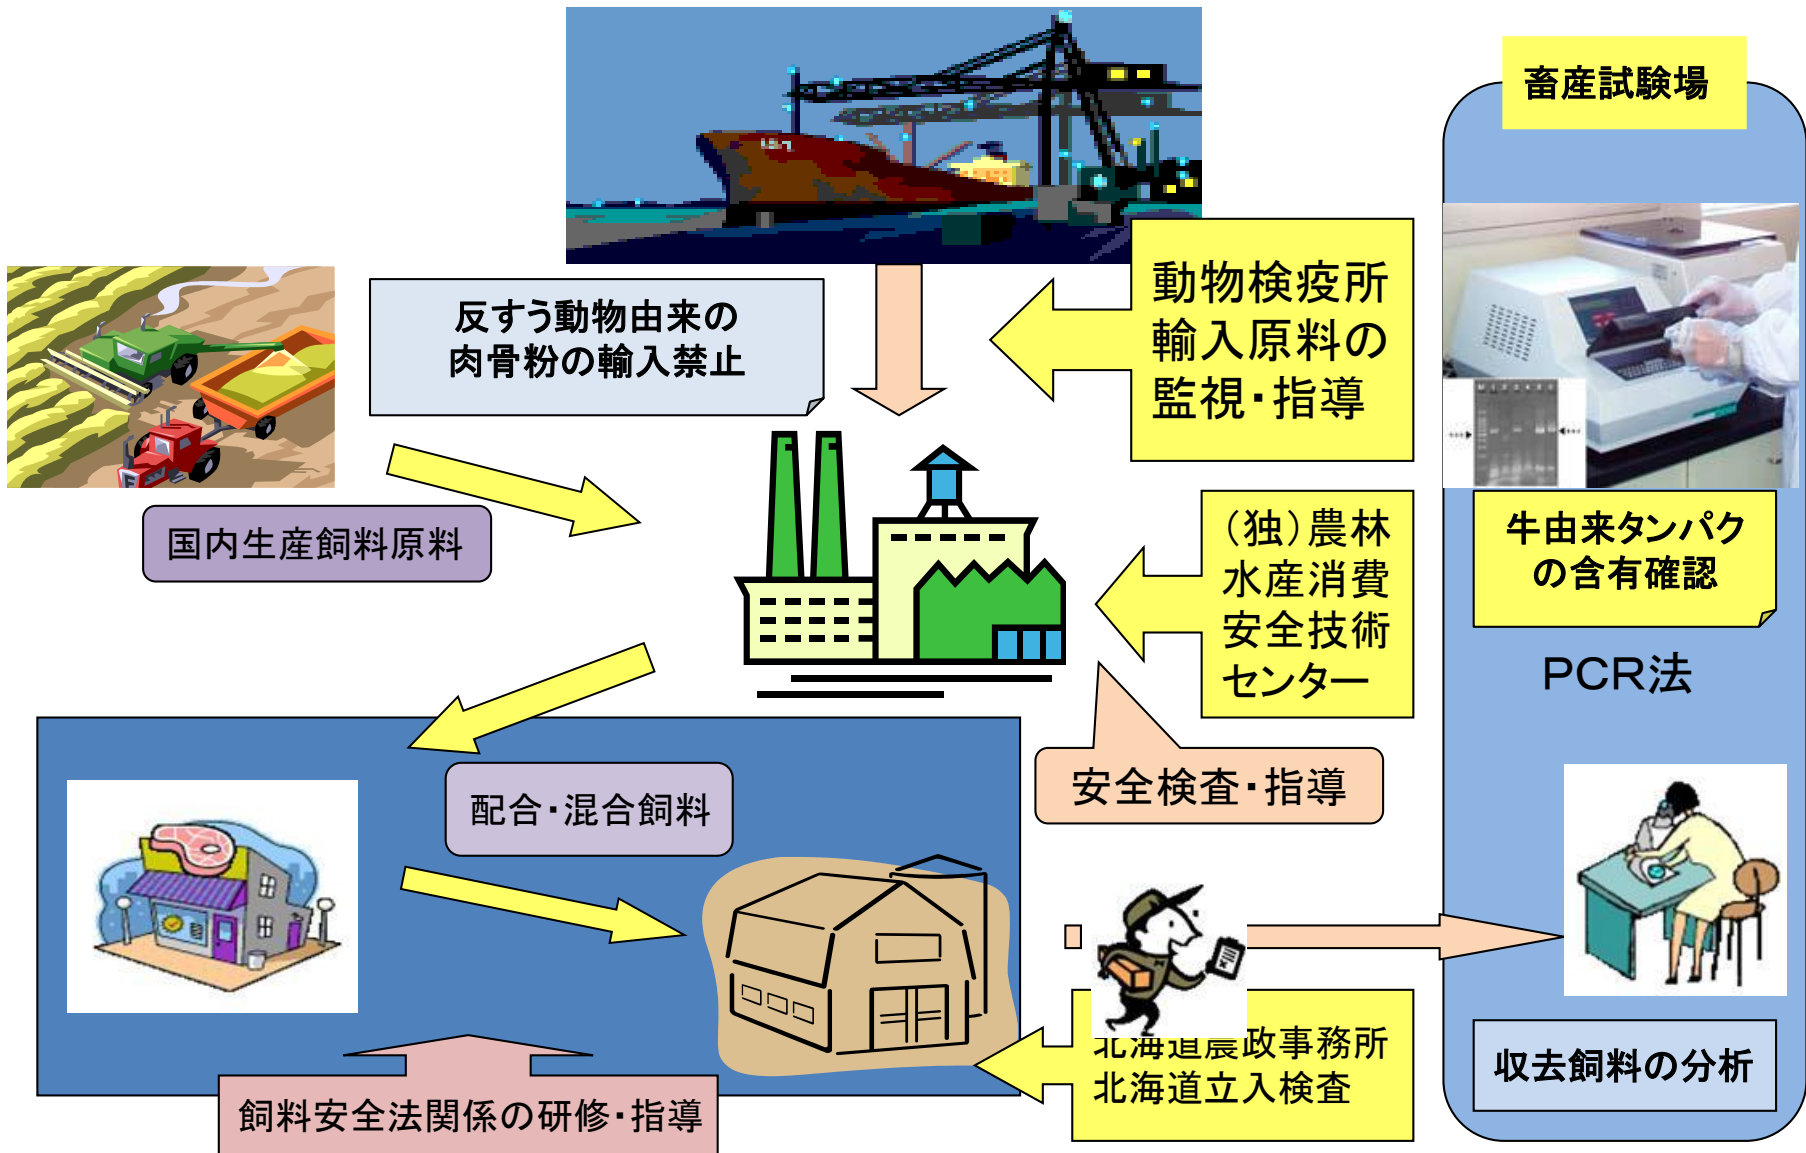 畜産試験場
反すう動物由来の
肉骨粉の輸入禁止
動物検疫所
輸入原料の
監視・指導
国内生産飼料原料
（独）農林
水産消費
安全技術
センター
牛由来タンパク
の含有確認
PCR法
配合・混合飼料
安全検査・指導
北海道農政事務所
北海道立入検査
収去飼料の分析
飼料安全法関係の研修・指導